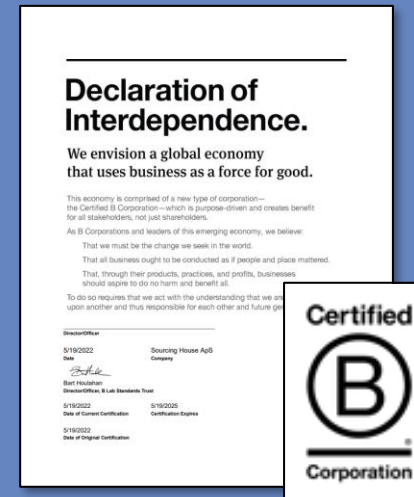 Declaration of
Interdependence.
We envision a global economy
that uses business as a force for good.
This economy is comprised of a new type of corporation—
the Certified B Corporation—which is purpose-driven and creates benefit
for all stakeholders, not just shareholders.
As B Corporations and leaders of this emerging economy, we believe:
That we must be the change we seek in the world.
That all business ought to be conducted as if people and place mattered.
That, through their products, practices, and profits, businesses
should aspire to do no harm and benefit all.
To do so requires that we act with the understanding that we are
upon another and thus responsible for each other and future
Director/Officer
5/19/2022 Sourcing House ApS
Date Company
Bart Houlahan
Director/Officer, B Lab Standards Trust
5/19/2022 5/19/2025
Date of Current Certification Certification Expires
5/19/2022
Date of Original Certification
Certified
B
®
Corporation